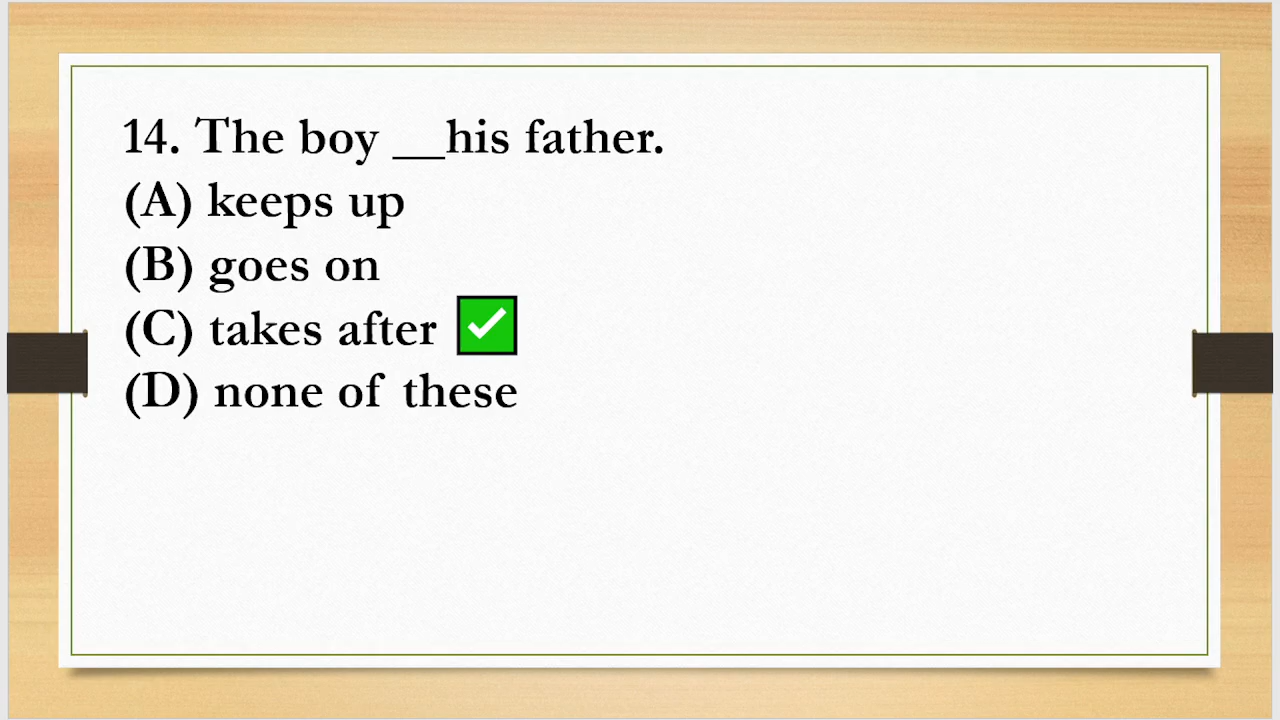 14. The boy __his father.
(A) keeps up
(B) goes on
(C) takes after
(D) none of these